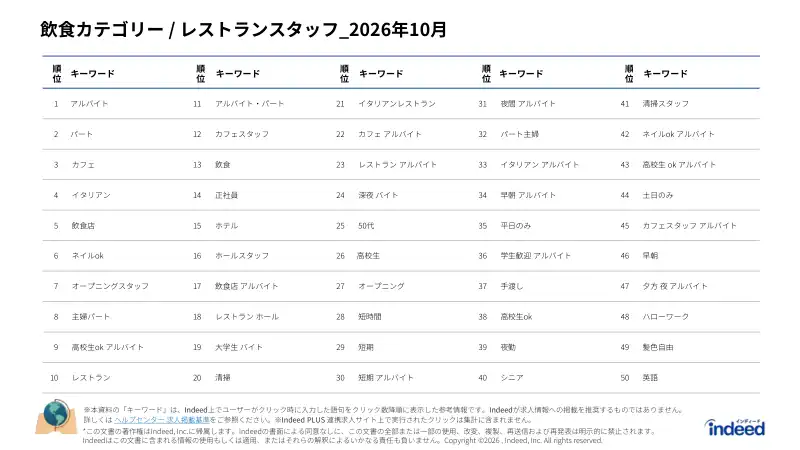 飲食カテゴリー / レストランスタッフ_2026年10月
順位 キーワード 順位 キーワード 順位 キーワード 順位 キーワード 順位 キーワード
1 アルバイト 11 アルバイト・パート 21 イタリアンレストラン 31 夜間 アルバイト 41 清掃スタッフ
2 パート 12 カフェスタッフ 22 カフェ アルバイト 32 パート主婦 42 ネイルok アルバイト
3 カフェ 13 飲食 23 レストラン アルバイト 33 イタリアン アルバイト 43 高校生 ok アルバイト
4 イタリアン 14 正社員 24 深夜 バイト 34 早朝 アルバイト 44 土日のみ
5 飲食店 15 ホテル 25 50代 35 平日のみ 45 カフェスタッフ アルバイト
6 ネイルok 16 ホールスタッフ 26 高校生 36 学生歓迎 アルバイト 46 早朝
7 オープニングスタッフ 17 飲食店 アルバイト 27 オープニング 37 手渡し 47 夕方 夜 アルバイト
8 主婦パート 18 レストラン ホール 28 短時間 38 高校生ok 48 ハローワーク
9 高校生ok アルバイト 19 大学生 バイト 29 短期 39 夜勤 49 髪色自由
10 レストラン 20 清掃 30 短期 アルバイト 40 シニア 50 英語
※本資料の「キーワード」は、Indeed上でユーザーがクリック時に入力した語句をクリック数降順に表示した参考情報です。Indeedが求人情報への掲載を推奨するものではありません。
詳しくは ヘルプセンター 求人掲載基準をご参照ください。※Indeed PLUS 連携求人サイト上で実行されたクリックは集計に含まれません。
*この文書の著作権はIndeed, Inc.に帰属します。Indeedの書面による同意なしに、この文書の全部または一部の使用、改変、複製、再送信および再発表は明示的に禁止されます。
Indeedはこの文書に含まれる情報の使用もしくは適用、またはそれらの解釈によるいかなる責任も負いません。Copyright ©2026 , Indeed, Inc. All rights reserved.
インディード
indeed